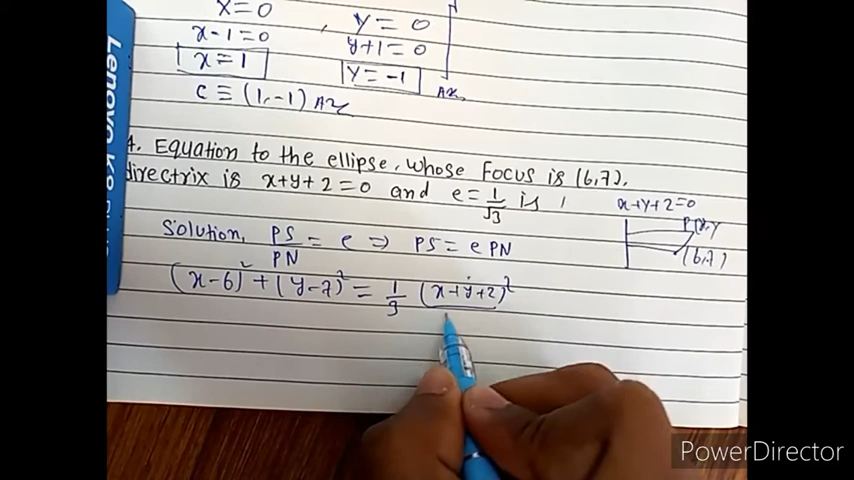 x=0
x-1=0 , y = 0
x=1
y+1=0
y=-1
C ≡ (1,-1) Ans
Ans
4. Equation to the ellipse, whose Focus is (6,7),
directrix is x+y+2=0 and e=1/√3 is
x+y+2=0
P(x,y
(6,7)
Solution, PS/PN = e ⇒ PS = e PN
(x-6)² + (y-7)² = 1/3 (x+y+2)²
Lenovo K8
PowerDirector